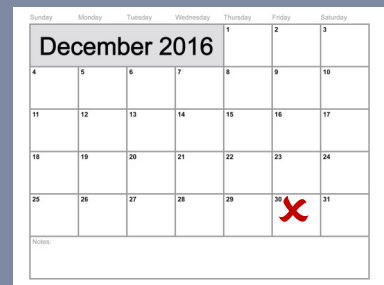 Sunday Monday Tuesday Wednesday Thursday Friday Saturday
December 2016 1 2 3
4 5 6 7 8 9 10
11 12 13 14 15 16 17
18 19 20 21 22 23 24
25 26 27 28 29 30 31
Notes: